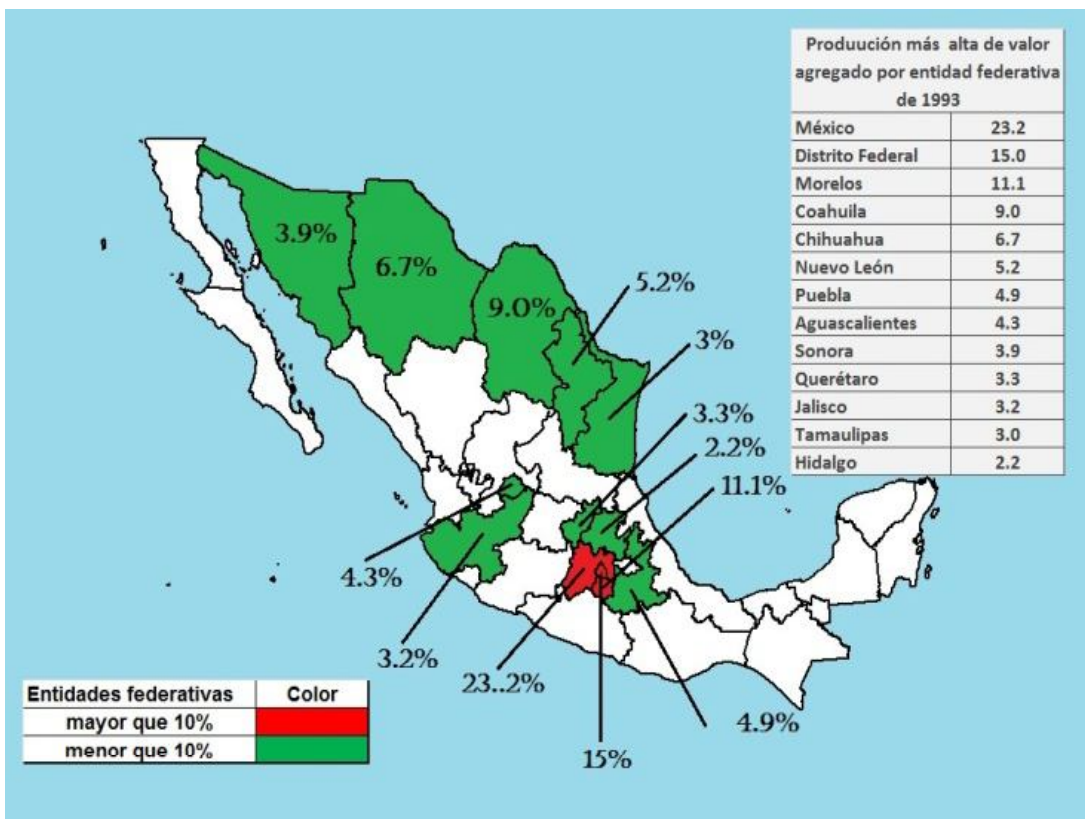 Produución más alta de valor
agregado por entidad federativa
de 1993
México 23.2
Distrito Federal 15.0
Morelos 11.1
Coahuila 9.0
Chihuahua 6.7
Nuevo León 5.2
Puebla 4.9
Aguascalientes 4.3
Sonora 3.9
Querétaro 3.3
Jalisco 3.2
Tamaulipas 3.0
Hidalgo 2.2
3.9%
6.7%
9.0%
5.2%
3%
3.3%
2.2%
11.1%
4.3%
3.2%
23..2%
4.9%
15%
Entidades federativas Color
mayor que 10%
menor que 10%